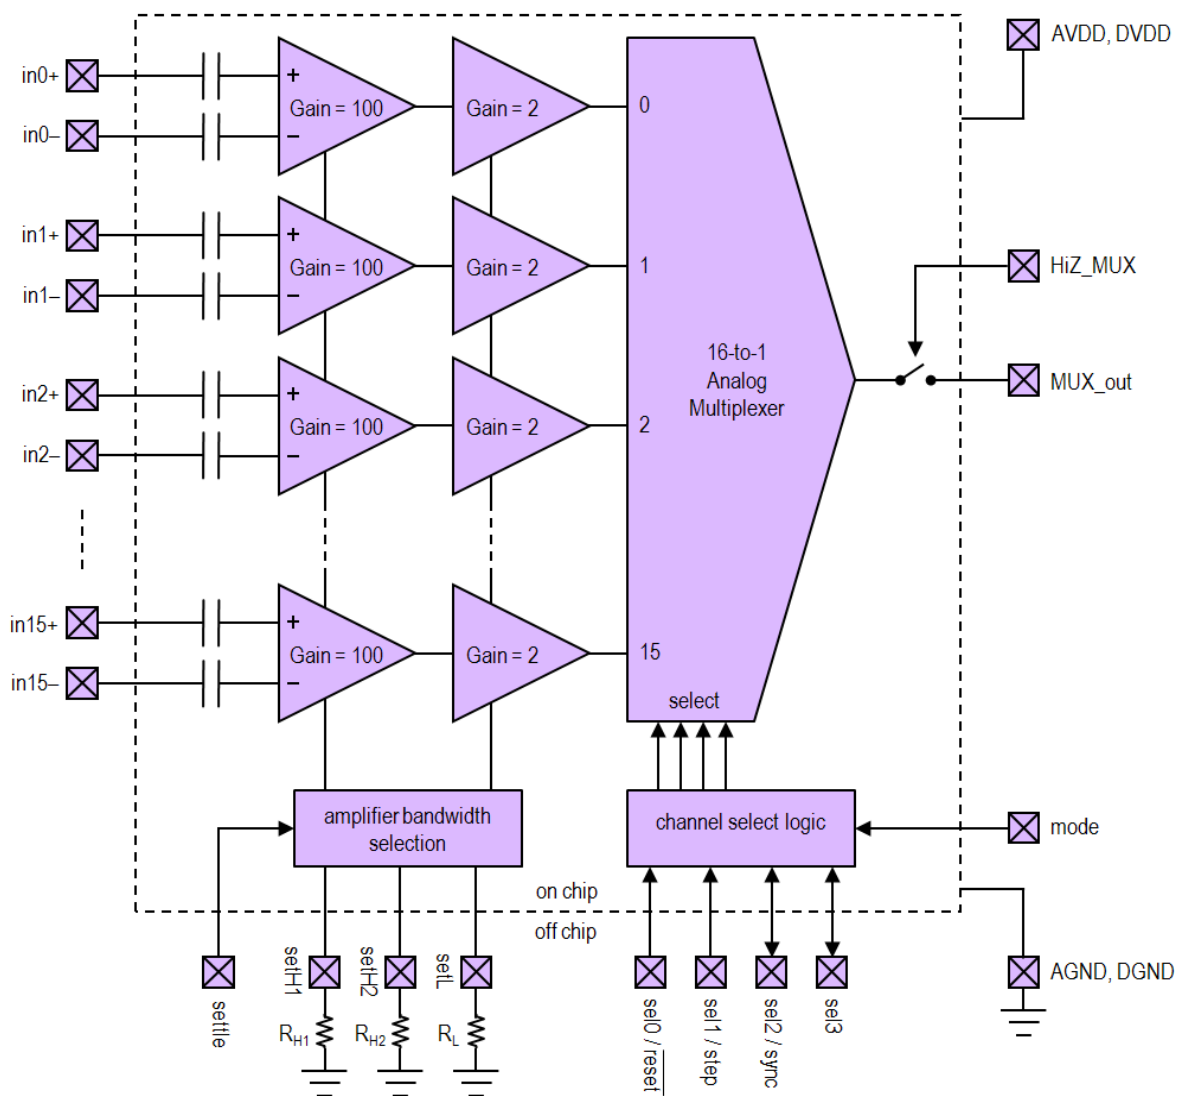 AVDD, DVDD
in0+
+
Gain = 100
Gain = 2
0
in0–
–
in1+
+
Gain = 100
Gain = 2
1
HiZ_MUX
in1–
–
16-to-1
Analog
Multiplexer
MUX_out
in2+
+
Gain = 100
Gain = 2
2
in2–
–
in15+
+
Gain = 100
Gain = 2
15
in15–
–
select
amplifier bandwidth
selection
channel select logic
mode
on chip
off chip
settle
setH1
setH2
setL
sel0 / reset
sel1 / step
sel2 / sync
sel3
AGND, DGND
RH1
RH2
RL